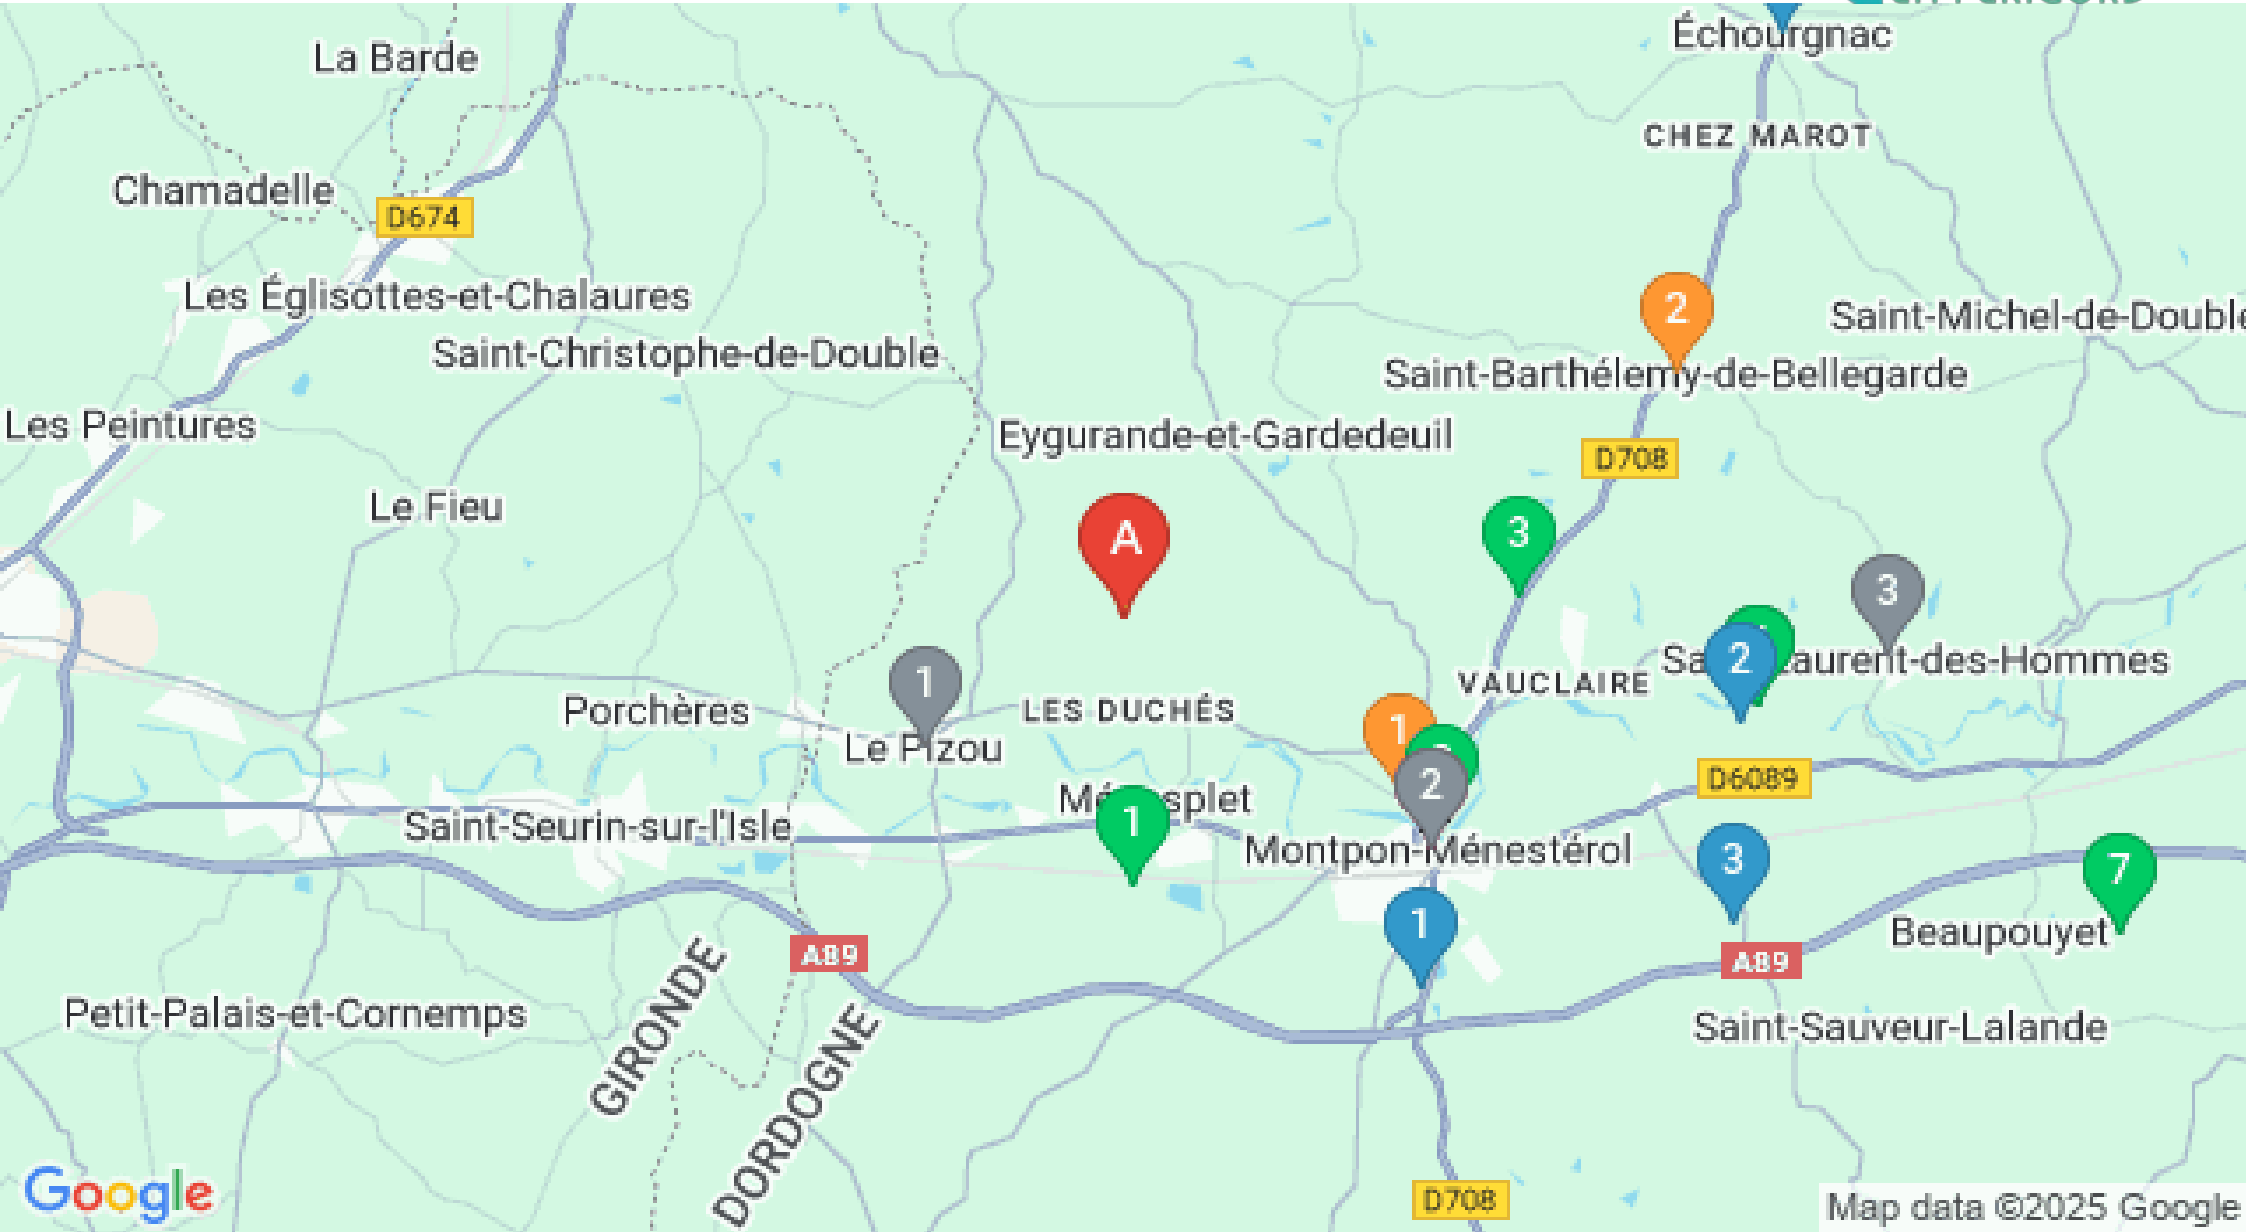 Échourgnac
La Barde
CHEZ MAROT
Chamadelle
D674
Les Églisottes-et-Chalaures
2
Saint-Michel-de-Double
Saint-Christophe-de-Double
Saint-Barthélemy-de-Bellegarde
Les Peintures
Eygurande-et-Gardedeuil
D708
Le Fieu
A
3
3
2
1
VAUCLAIRE
Porchères
LES DUCHÉS
1
Le Pizou
2
D6089
1
Saint-Seurin-sur-l'Isle
Montpon-Ménestérol
3
7
1
Beaupouyet
A89
A89
GIRONDE
DORDOGNE
Petit-Palais-et-Cornemps
Saint-Sauveur-Lalande
Google
D708
Map data ©2025 Google